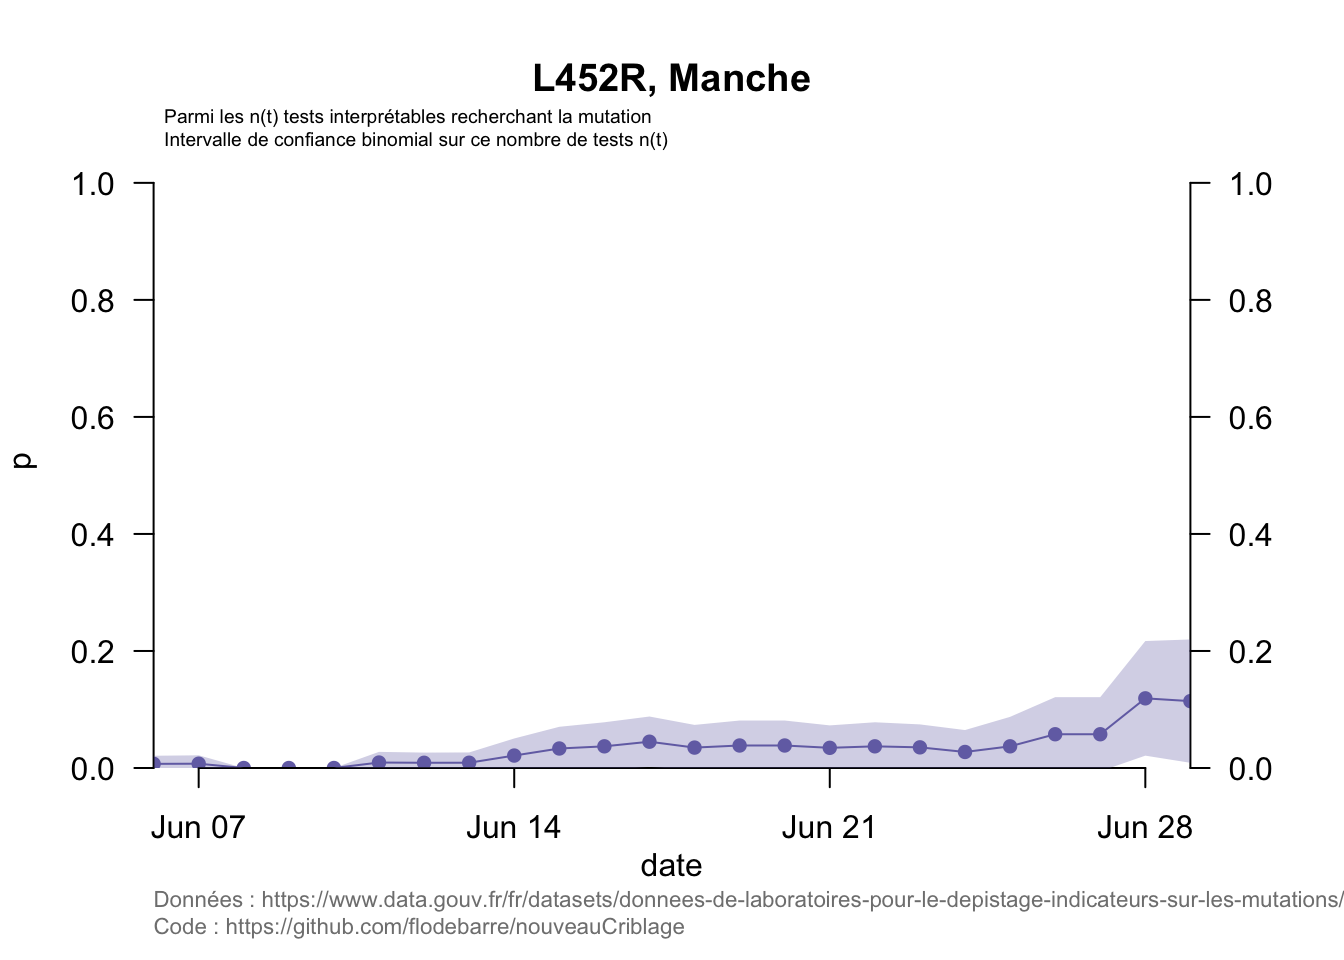 L452R, Manche
Parmi les n(t) tests interprétables recherchant la mutation
Intervalle de confiance binomial sur ce nombre de tests n(t)
1.0 1.0
0.8 0.8
0.6 0.6
p
0.4 0.4
0.2 0.2
0.0 0.0
Jun 07 Jun 14 Jun 21 Jun 28
date
Données : https://www.data.gouv.fr/fr/datasets/donnees-de-laboratoires-pour-le-depistage-indicateurs-sur-les-mutations/
Code : https://github.com/flodebarre/nouveauCriblage